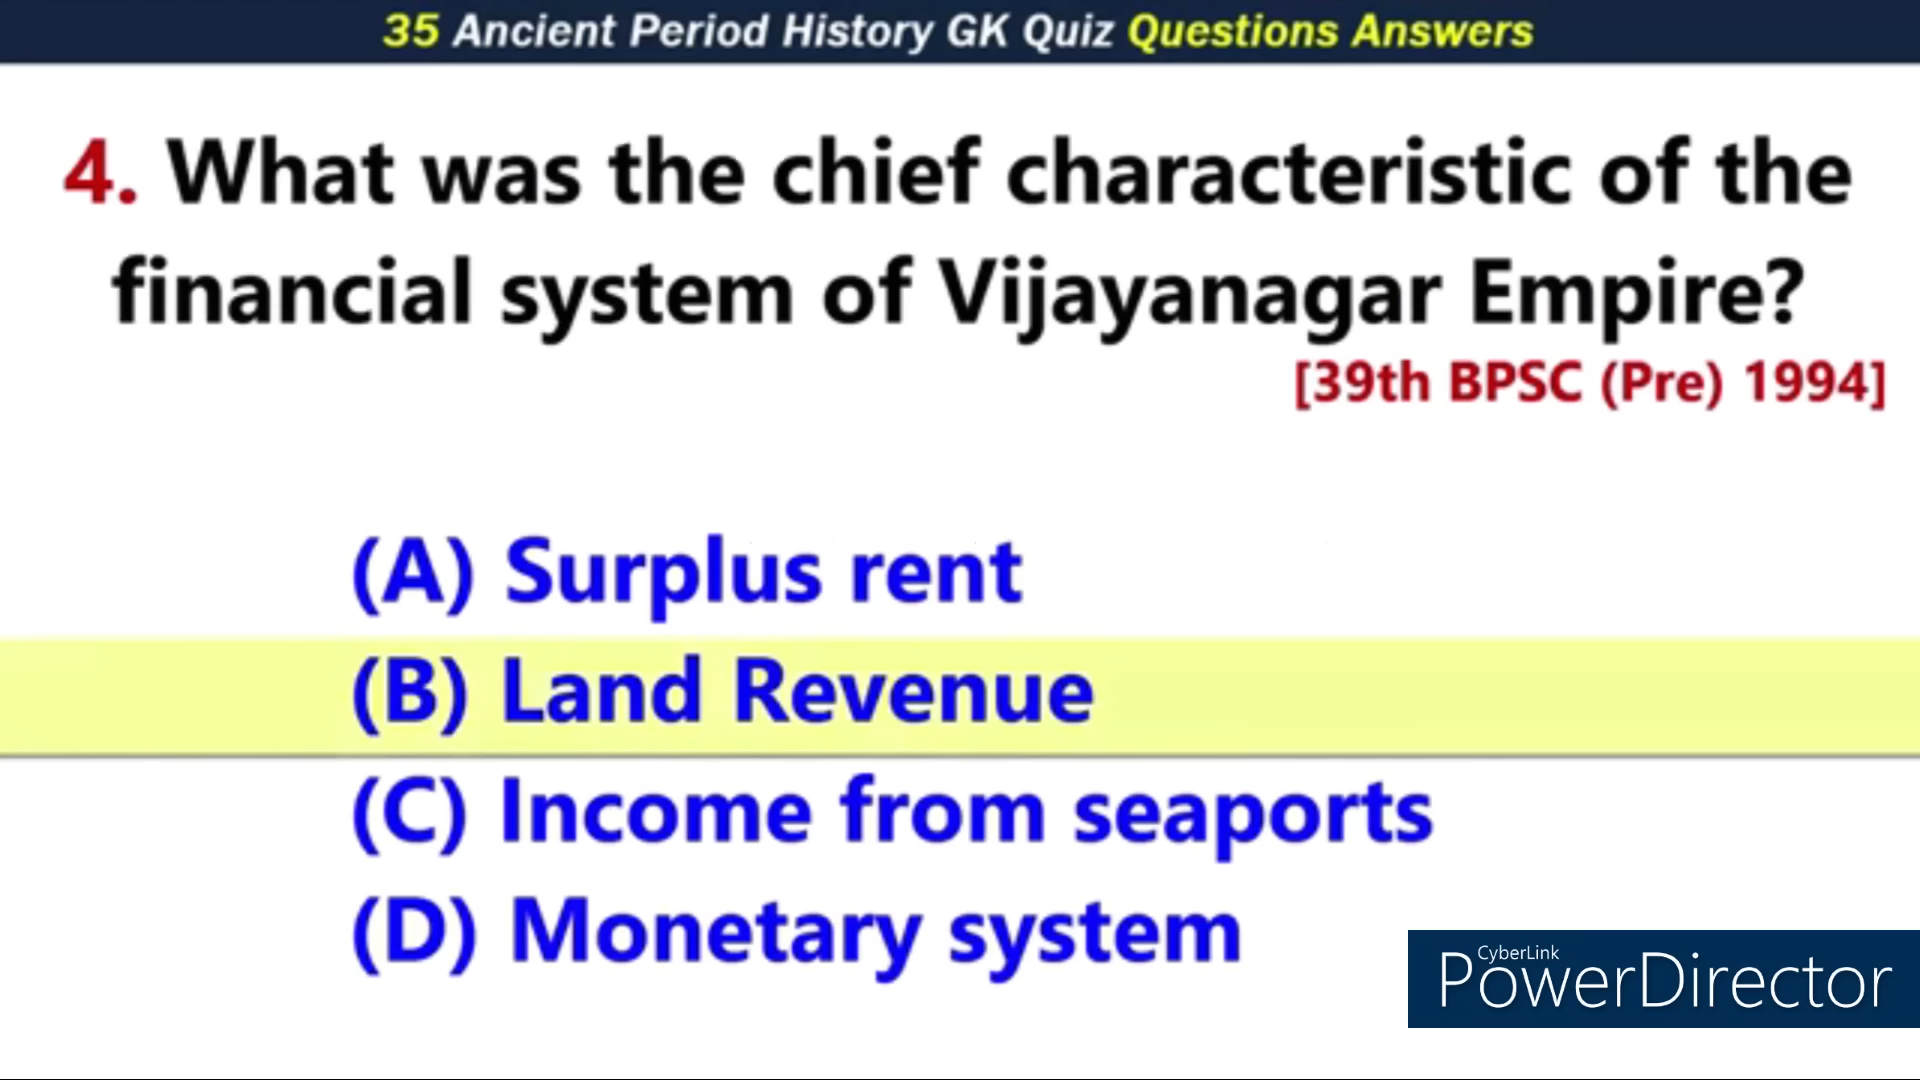 35 Ancient Period History GK Quiz Questions Answers
4. What was the chief characteristic of the
financial system of Vijayanagar Empire?
[39th BPSC (Pre) 1994]
(A) Surplus rent
(B) Land Revenue
(C) Income from seaports
(D) Monetary system
CyberLink
PowerDirector